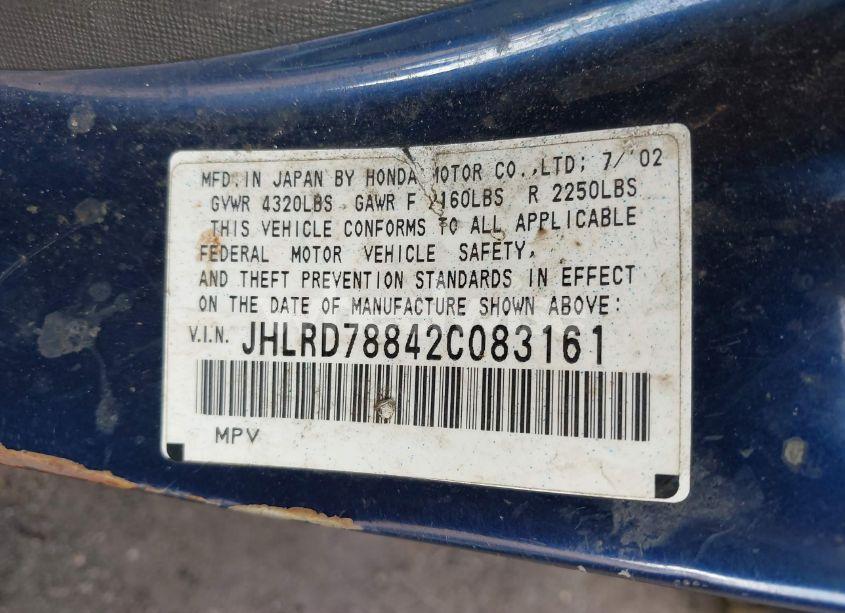 MFD. IN JAPAN BY HONDA MOTOR CO.,LTD; 7/'02
GVWR 4320LBS GAWR F 2160LBS R 2250LBS
THIS VEHICLE CONFORMS TO ALL APPLICABLE
FEDERAL MOTOR VEHICLE SAFETY,
AND THEFT PREVENTION STANDARDS IN EFFECT
ON THE DATE OF MANUFACTURE SHOWN ABOVE:
V.I.N. JHLRD78842C083161
MPV